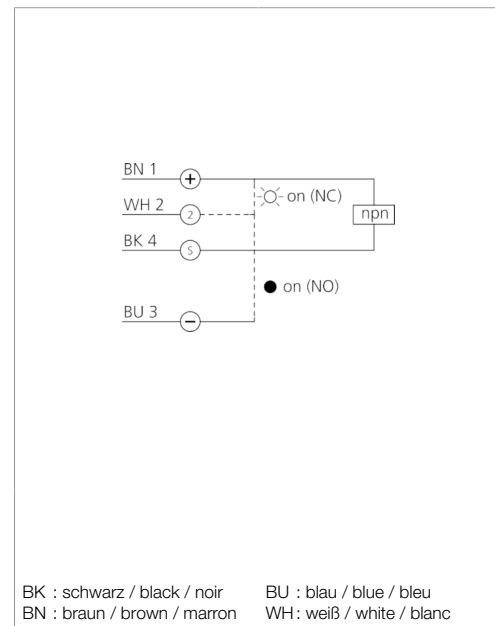 BN 1
+
on (NC)
WH 2
2
npn
BK 4
S
on (NO)
BU 3
−
BK : schwarz / black / noir
BU : blau / blue / bleu
BN : braun / brown / marron
WH : weiß / white / blanc